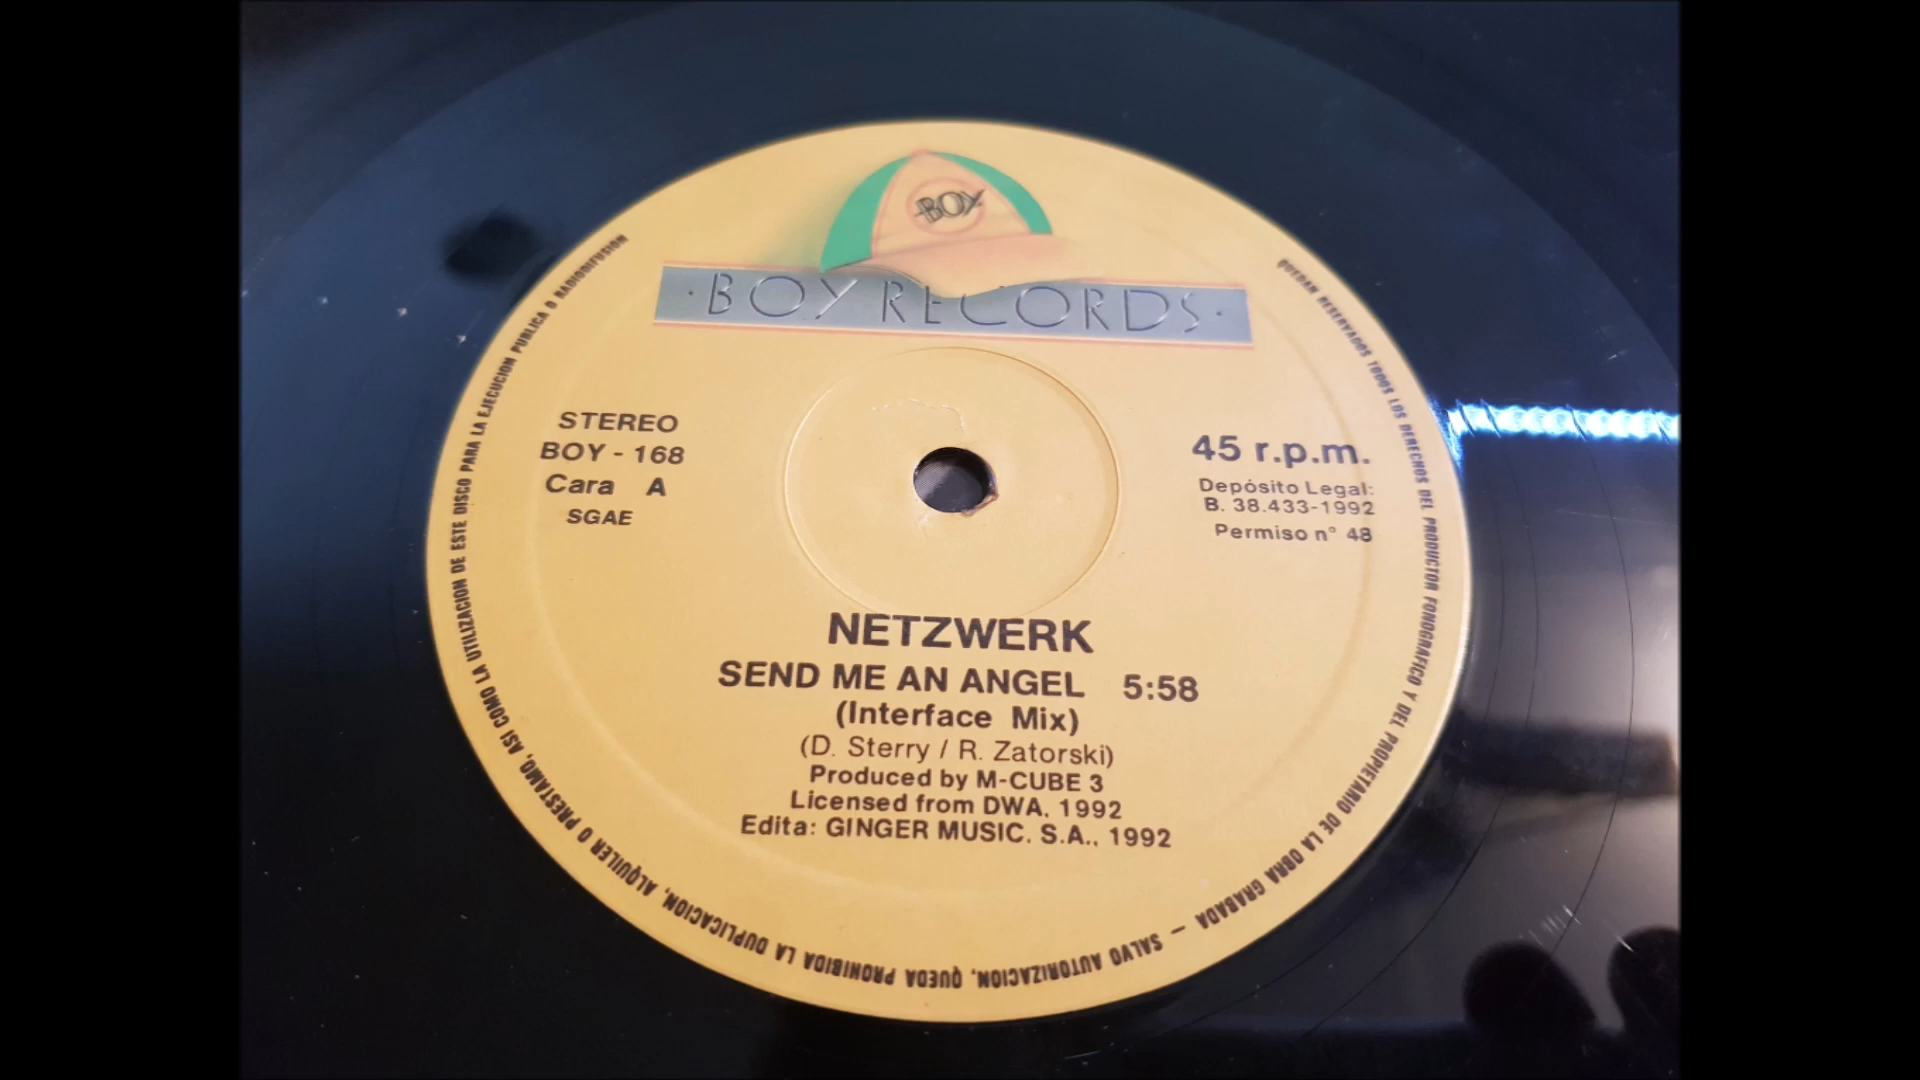 BOY
·BOY RECORDS·
STEREO
BOY - 168
Cara A
SGAE
45 r.p.m.
Depósito Legal:
B. 38.433-1992
Permiso n° 48
NETZWERK
SEND ME AN ANGEL 5:58
(Interface Mix)
(D. Sterry / R. Zatorski)
Produced by M-CUBE 3
Licensed from DWA, 1992
Edita: GINGER MUSIC. S.A., 1992
QUEDAN RESERVADOS TODOS LOS DERECHOS DEL PRODUCTOR FONOGRAFICO Y DEL PROPIETARIO DE LA OBRA GRABADA — SALVO AUTORIZACION, QUEDA PROHIBIDA LA DUPLICACION, ALQUILER O PRESTAMO, ASI COMO LA UTILIZACION DE ESTE DISCO PARA LA EJECUCION PUBLICA O RADIODIFUSION